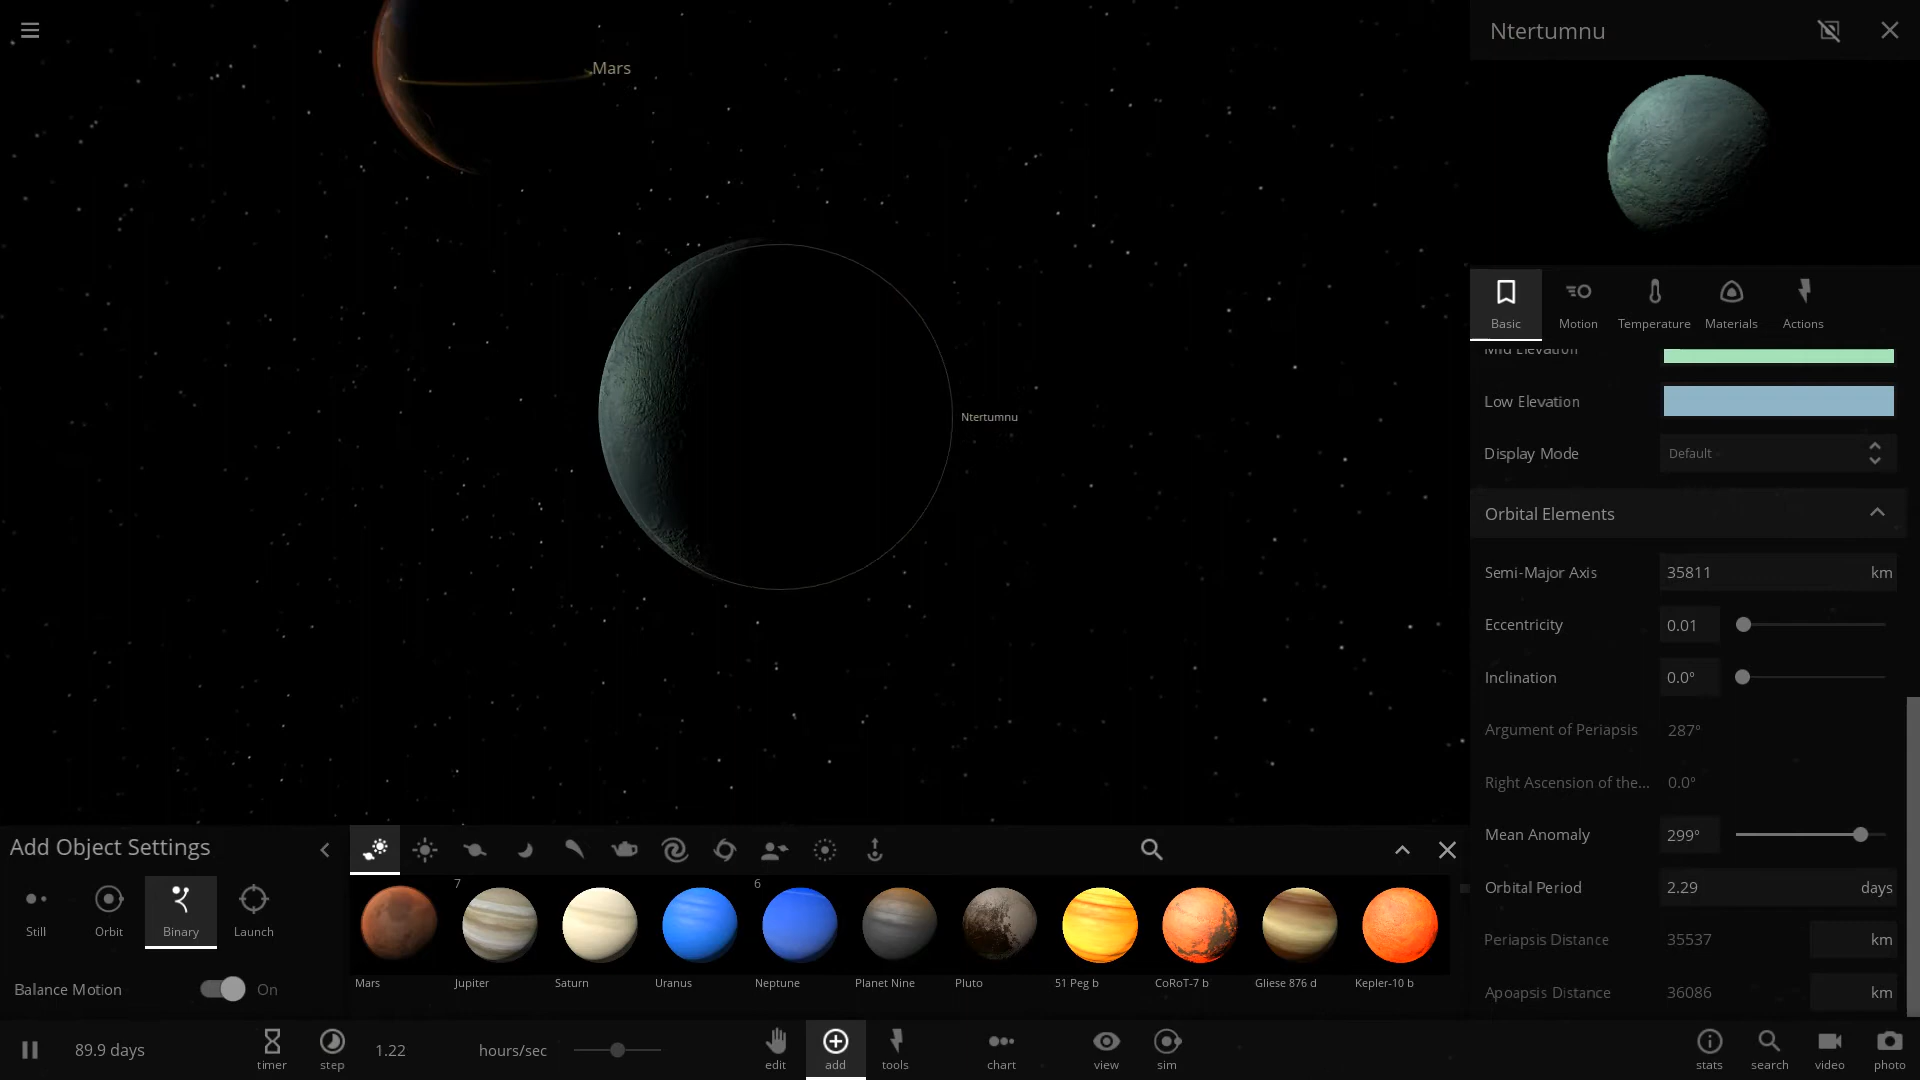 Mars
Ntertumnu
Ntertumnu
Basic
Motion
Temperature
Materials
Actions
Mid Elevation
Low Elevation
Display Mode
Default
Orbital Elements
Semi-Major Axis
35811
km
Eccentricity
0.01
Inclination
0.0°
Argument of Periapsis
287°
Right Ascension of the...
0.0°
Mean Anomaly
299°
Orbital Period
2.29
days
Periapsis Distance
35537
km
Apoapsis Distance
36086
km
Add Object Settings
Still
Orbit
Binary
Launch
Balance Motion
On
7
6
Mars
Jupiter
Saturn
Uranus
Neptune
Planet Nine
Pluto
51 Peg b
CoRoT-7 b
Gliese 876 d
Kepler-10 b
89.9 days
timer
step
1.22
hours/sec
edit
add
tools
chart
view
sim
stats
search
video
photo